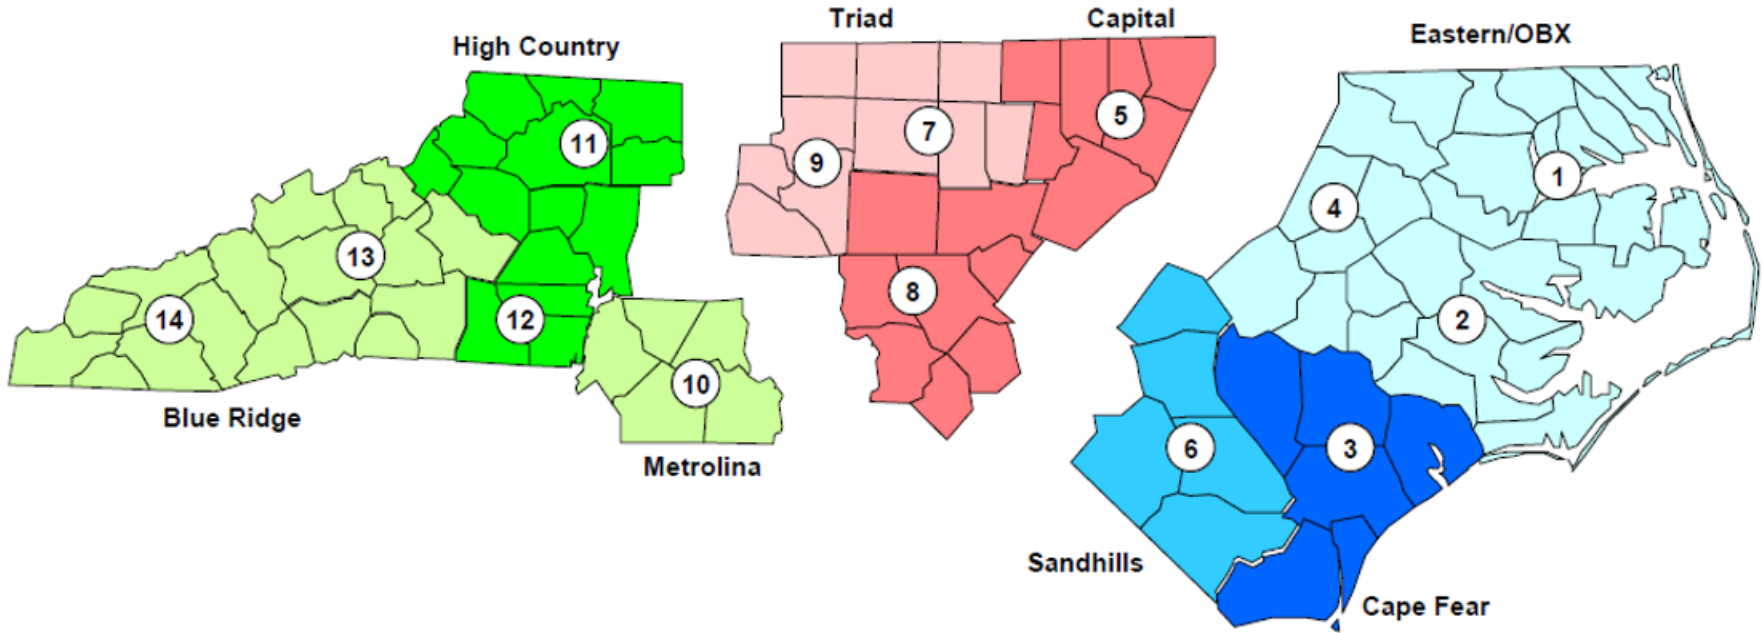 Triad
Capital
Eastern/OBX
High Country
11
7
5
9
1
4
13
14
12
8
2
10
6
3
Blue Ridge
Metrolina
Sandhills
Cape Fear